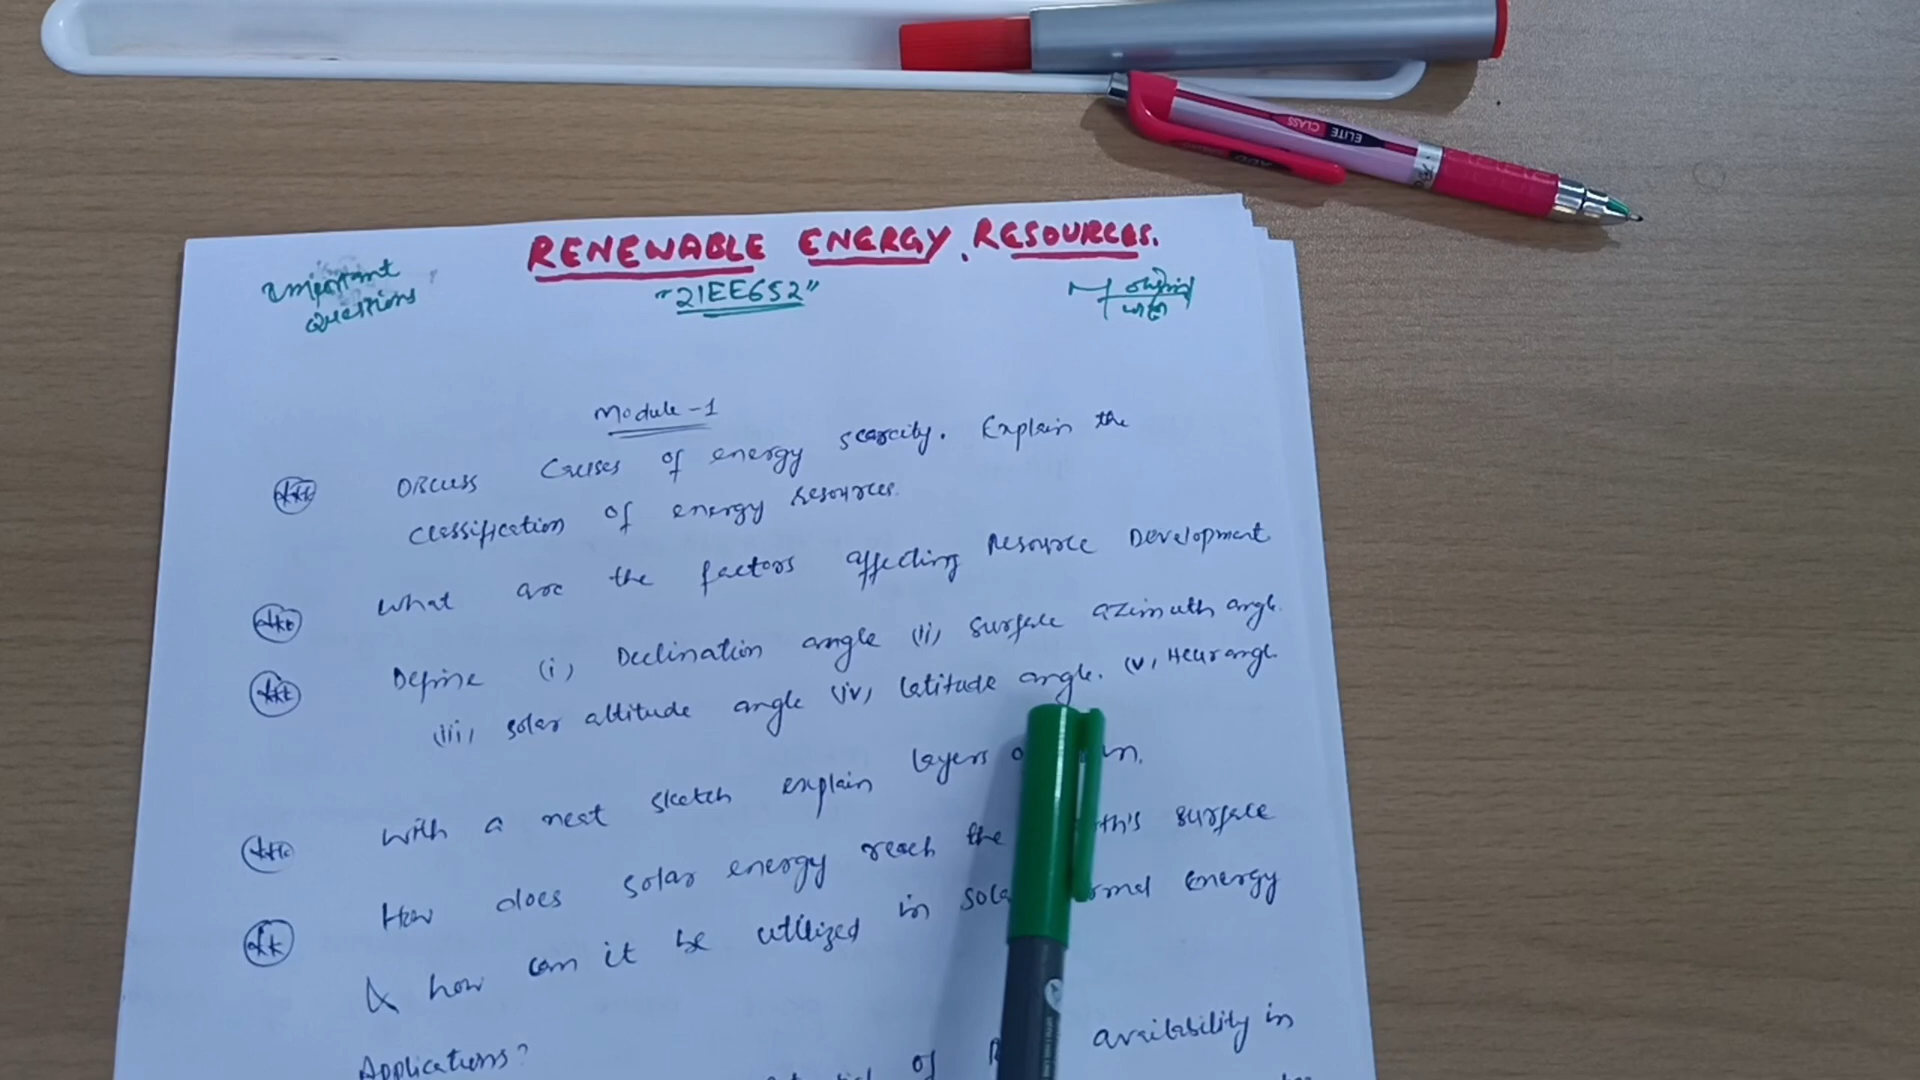 ELITE CLASS
RENEWABLE ENERGY RESOURCES.
Important Questions
"21EE652"
Module-1
Discuss Causes of energy scarcity. Explain the
classification of energy resources.
What are the factors affecting Resource Development
Define (i) Declination angle (ii) surface azimuth angle.
(iii) solar altitude angle (iv) latitude angle. (v) Hour angle
with a neat sketch explain layers
How does solar energy reach the surface
& how can it be utilized in energy
Applications?
of availability in